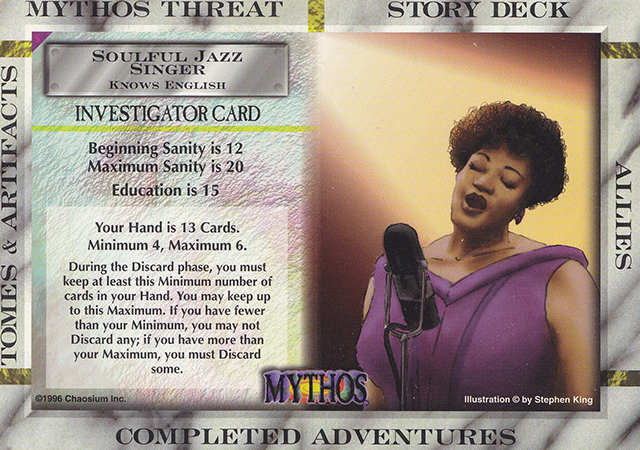 MYTHOS THREAT
STORY DECK
TOMES & ARTIFACTS
SOULFUL JAZZ
SINGER
KNOWS ENGLISH
INVESTIGATOR CARD
Beginning Sanity is 12
Maximum Sanity is 20
Education is 15
Your Hand is 13 Cards.
Minimum 4, Maximum 6.
During the Discard phase, you must
keep at least this Minimum number of
cards in your Hand. You may keep up
to this Maximum. If you have fewer
than your Minimum, you may not
Discard any; if you have more than
your Maximum, you must Discard
some.
©1996 Chaosium Inc.
MYTHOS
Illustration © by Stephen King
ALLIES
COMPLETED ADVENTURES